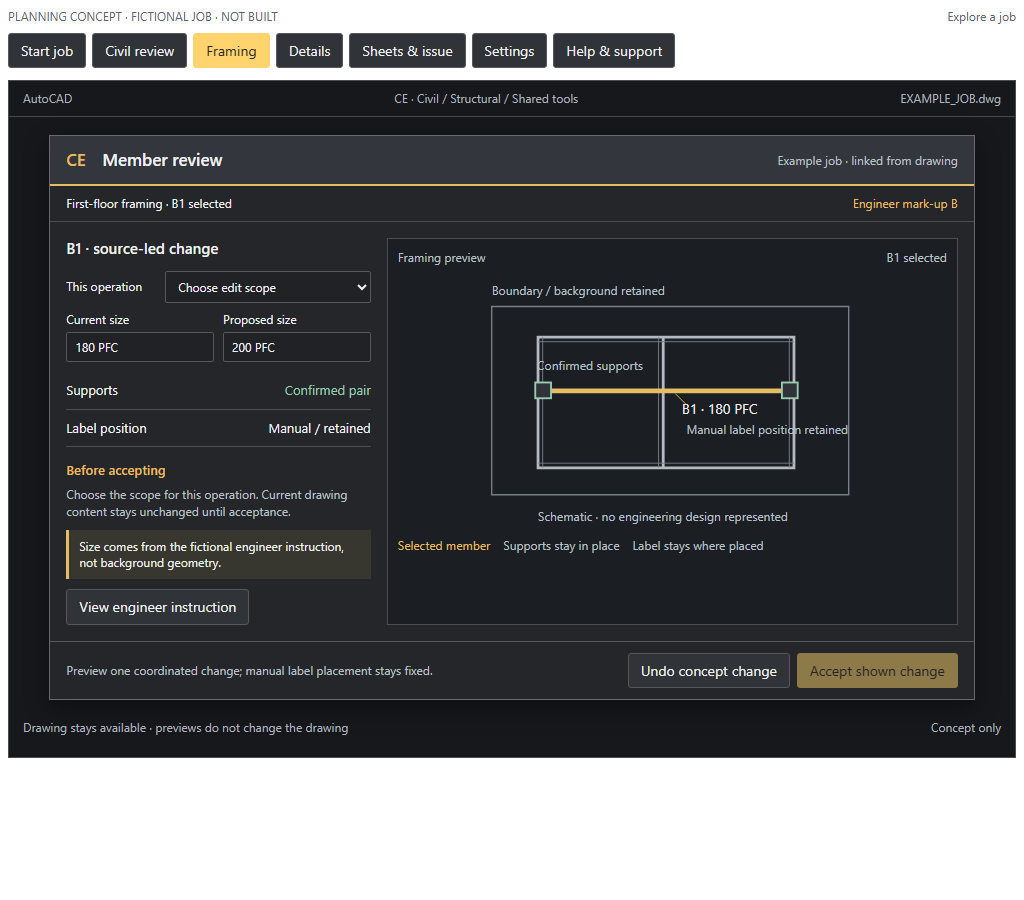 PLANNING CONCEPT · FICTIONAL JOB · NOT BUILT
Explore a job
Start job
Civil review
Framing
Details
Sheets & issue
Settings
Help & support
AutoCAD
CE · Civil / Structural / Shared tools
EXAMPLE_JOB.dwg
CE Member review
Example job · linked from drawing
First-floor framing · B1 selected
Engineer mark-up B
B1 · source-led change
This operation
Choose edit scope
Current size
Proposed size
180 PFC
200 PFC
Supports
Confirmed pair
Label position
Manual / retained
Before accepting
Choose the scope for this operation. Current drawing
content stays unchanged until acceptance.
Size comes from the fictional engineer instruction,
not background geometry.
View engineer instruction
Framing preview
B1 selected
Boundary / background retained
Confirmed supports
B1 · 180 PFC
Manual label position retained
Schematic · no engineering design represented
Selected member
Supports stay in place
Label stays where placed
Preview one coordinated change; manual label placement stays fixed.
Undo concept change
Accept shown change
Drawing stays available · previews do not change the drawing
Concept only